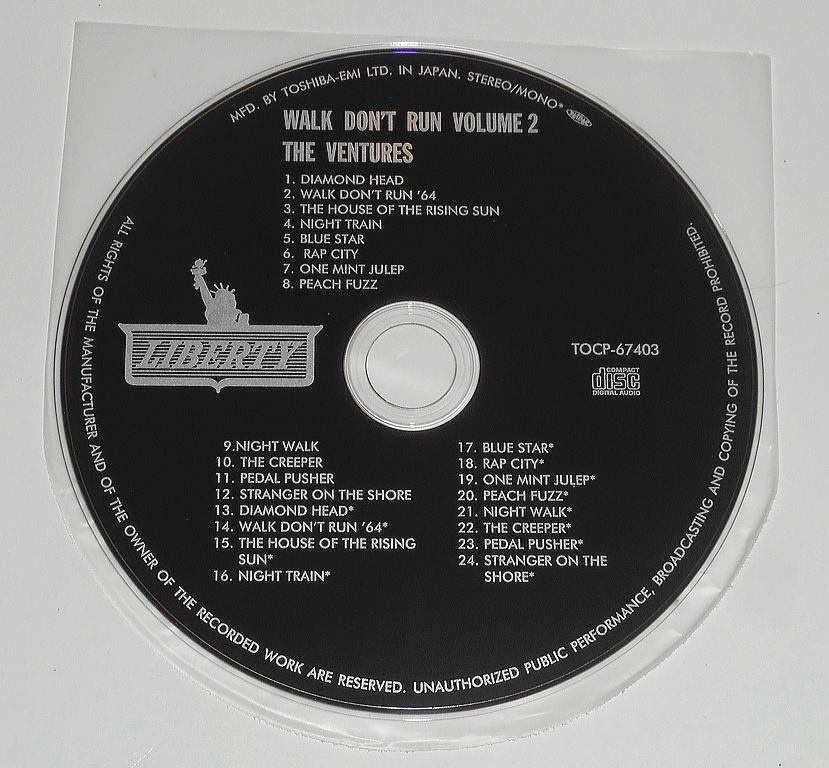 MFD. BY TOSHIBA-EMI LTD. IN JAPAN. STEREO/MONO*
WALK DON'T RUN VOLUME 2
THE VENTURES
1. DIAMOND HEAD
2. WALK DON'T RUN '64
3. THE HOUSE OF THE RISING SUN
4. NIGHT TRAIN
5. BLUE STAR
6. RAP CITY
7. ONE MINT JULEP
8. PEACH FUZZ
LIBERTY
TOCP-67403
COMPACT
disc
DIGITAL AUDIO
9.NIGHT WALK
10. THE CREEPER
11. PEDAL PUSHER
12. STRANGER ON THE SHORE
13. DIAMOND HEAD*
14. WALK DON'T RUN '64*
15. THE HOUSE OF THE RISING
SUN*
16. NIGHT TRAIN*
17. BLUE STAR*
18. RAP CITY*
19. ONE MINT JULEP*
20. PEACH FUZZ*
21. NIGHT WALK*
22. THE CREEPER*
23. PEDAL PUSHER*
24. STRANGER ON THE
SHORE*
ALL RIGHTS OF THE MANUFACTURER AND OF THE OWNER OF THE RECORDED WORK ARE RESERVED. UNAUTHORIZED PUBLIC PERFORMANCE, BROADCASTING AND COPYING OF THE RECORD PROHIBITED.